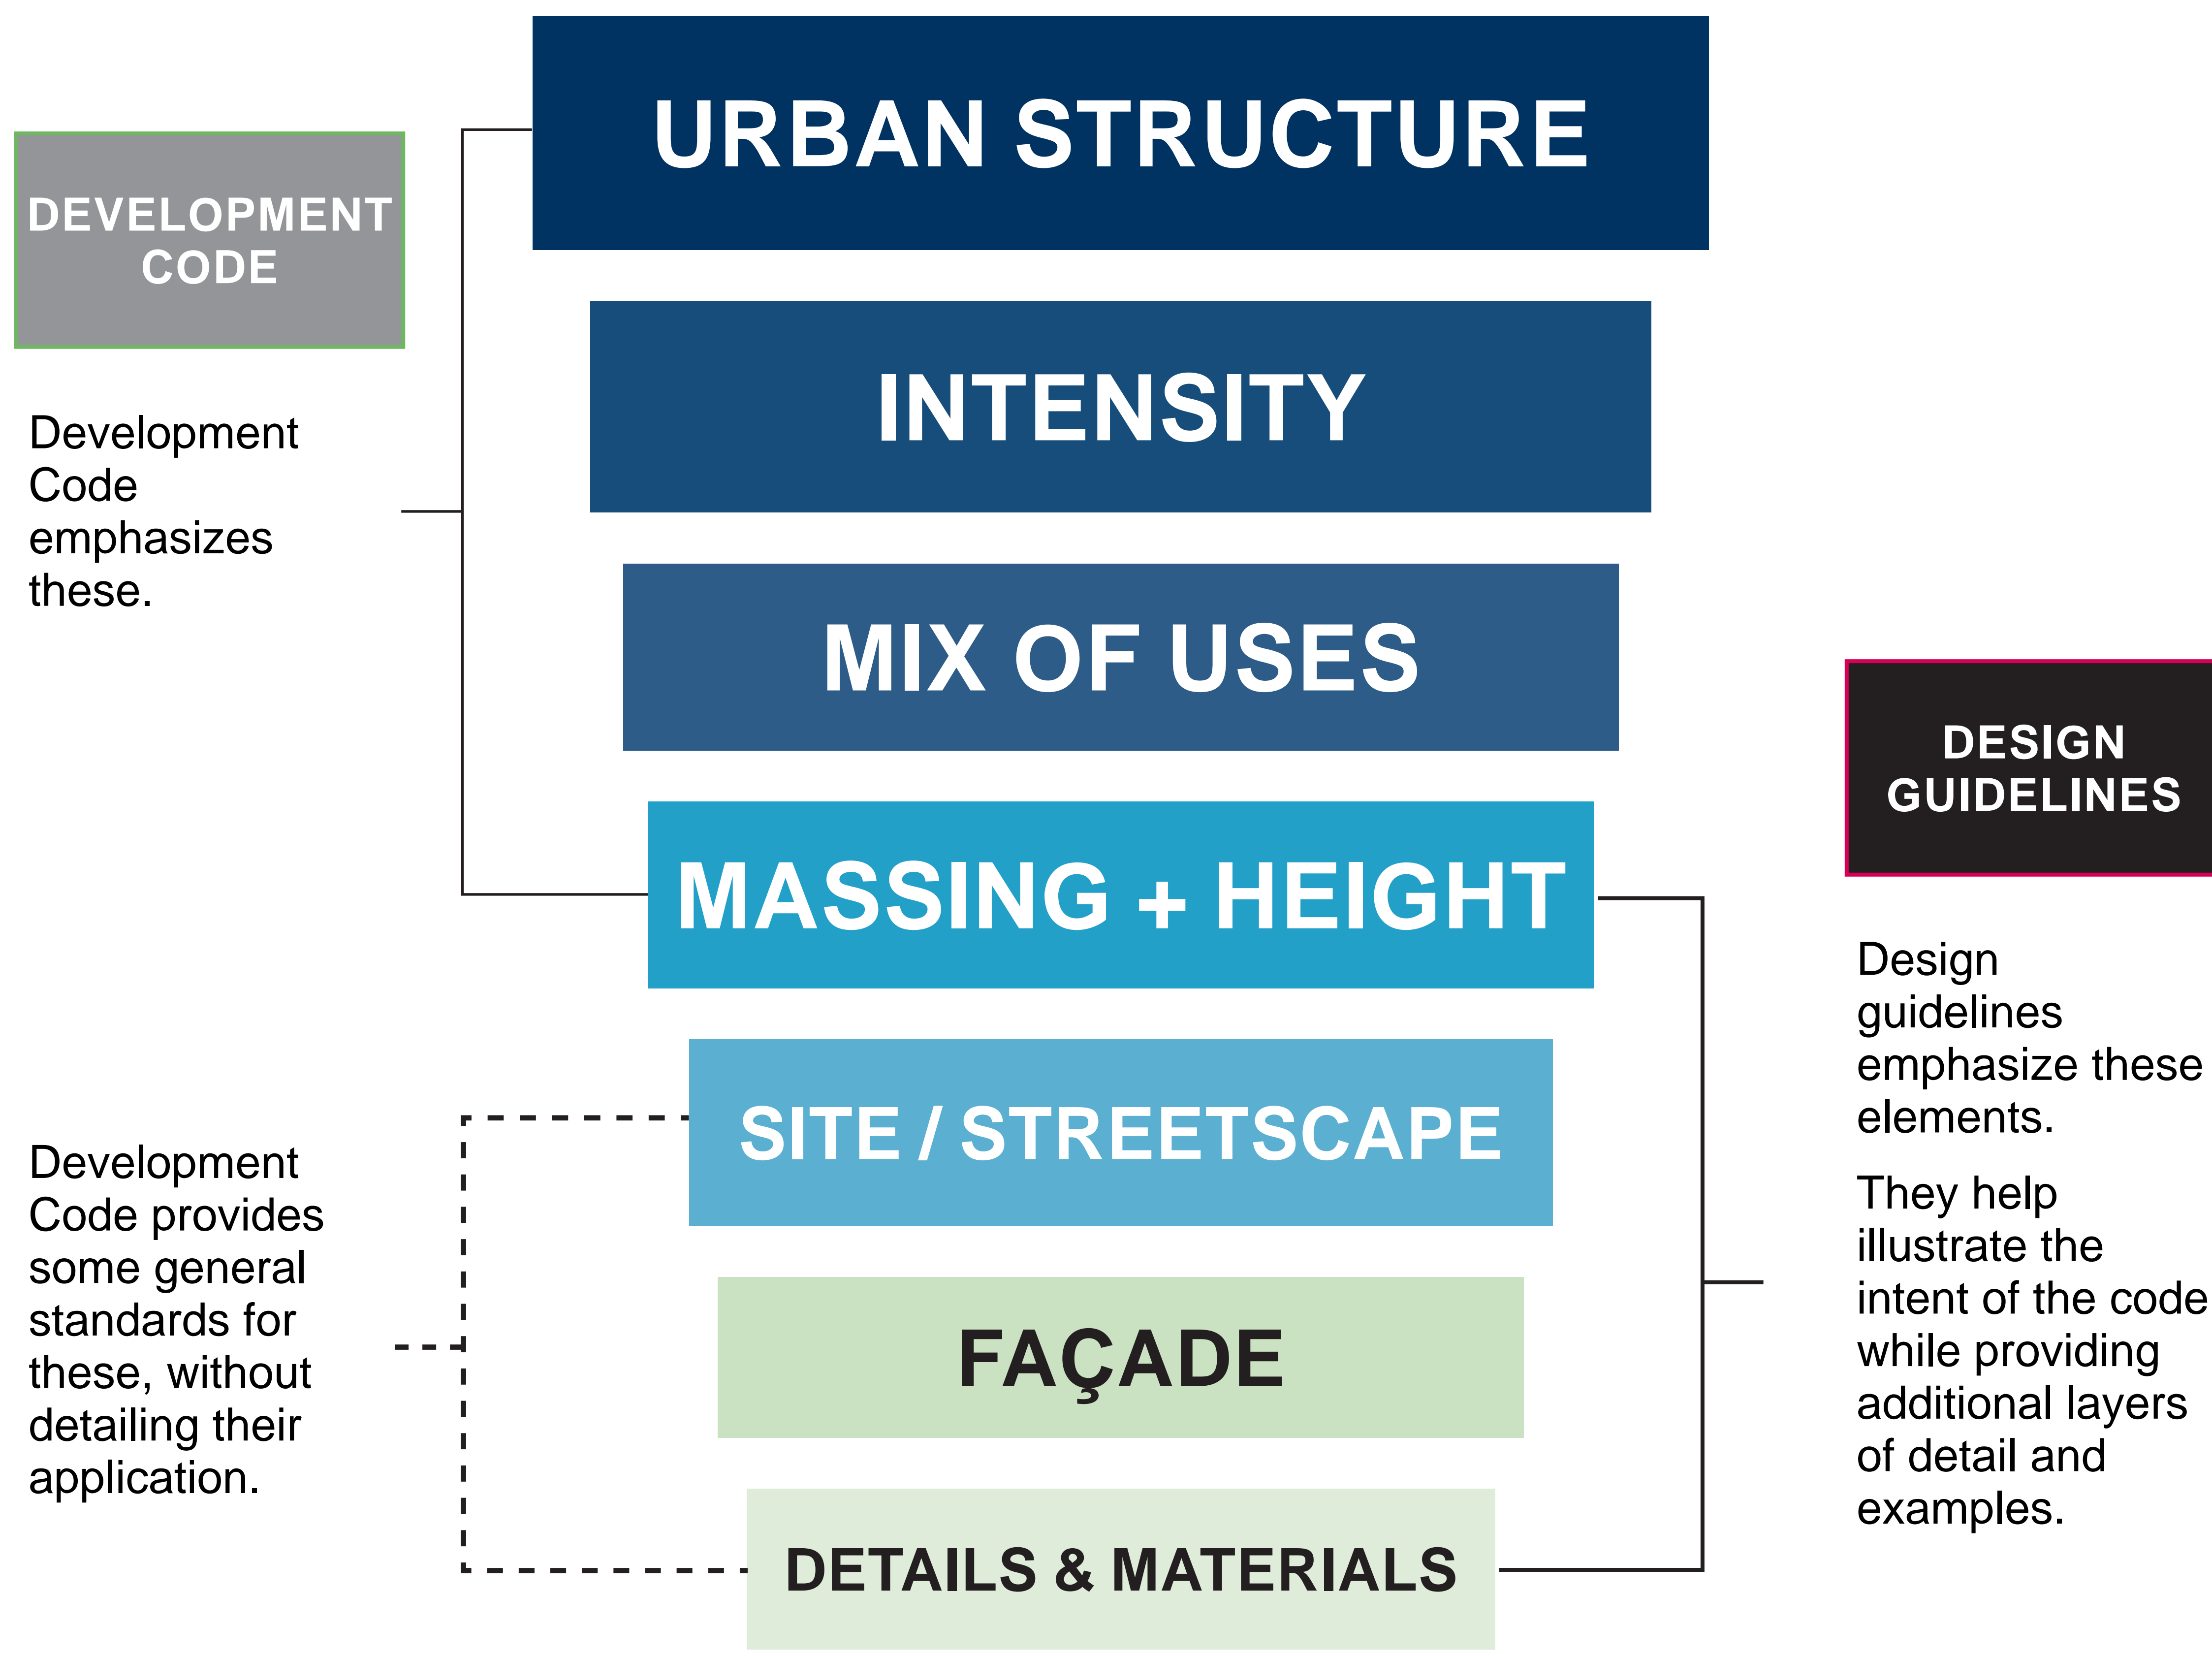 URBAN STRUCTURE
DEVELOPMENT
CODE
INTENSITY
Development
Code
emphasizes
these.
MIX OF USES
DESIGN
GUIDELINES
MASSING + HEIGHT
Design
guidelines
emphasize these
elements.
SITE / STREETSCAPE
Development
Code provides
some general
standards for
these, without
detailing their
application.
They help
illustrate the
intent of the code
while providing
additional layers
of detail and
examples.
FAÇADE
DETAILS & MATERIALS